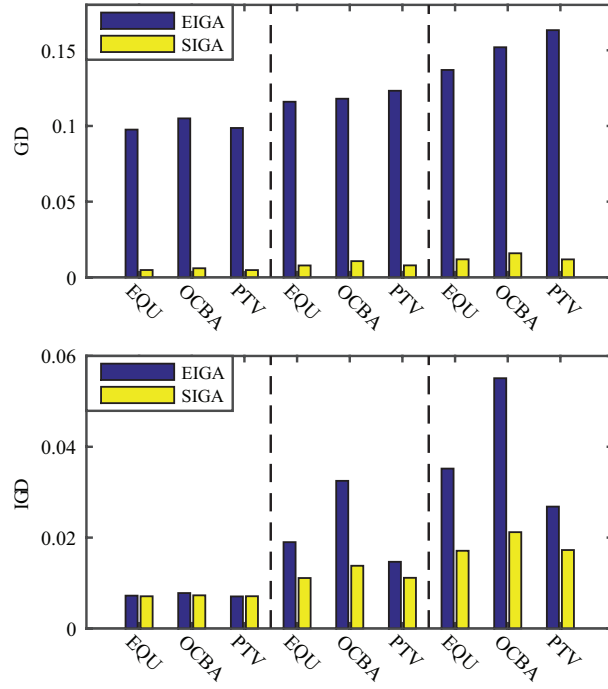 EIGA
SIGA
0.15
0.1
0.05
0
GD
EQU OCBA PTV EQU OCBA PTV EQU OCBA PTV
0.06
EIGA
SIGA
0.04
0.02
0
IGD
EQU OCBA PTV EQU OCBA PTV EQU OCBA PTV